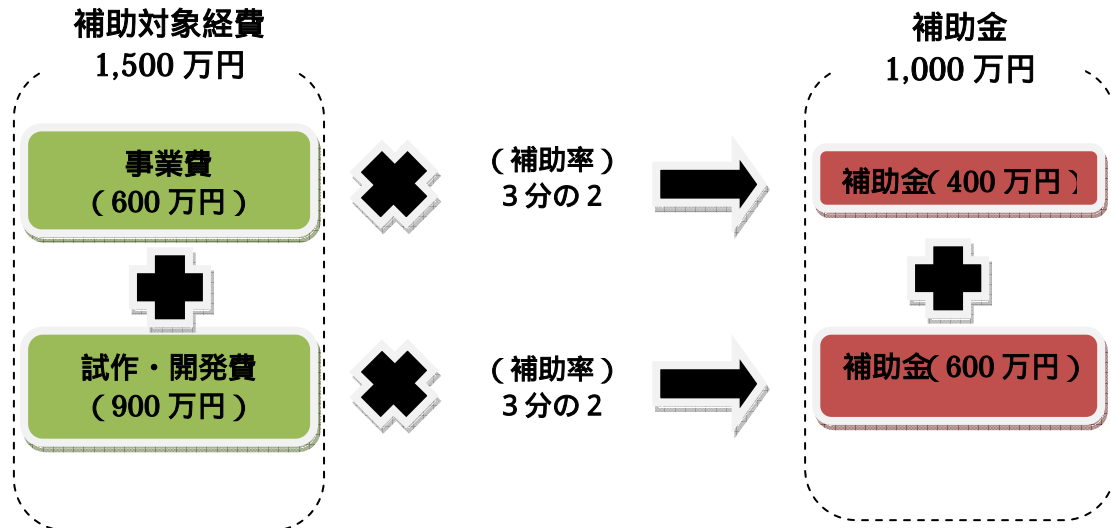 補助対象経費
1,500 万円
補助金
1,000 万円
事業費
（600 万円）
（補助率）
3分の2
補助金（400 万円）
試作・開発費
（900 万円）
（補助率）
3分の2
補助金（600 万円）